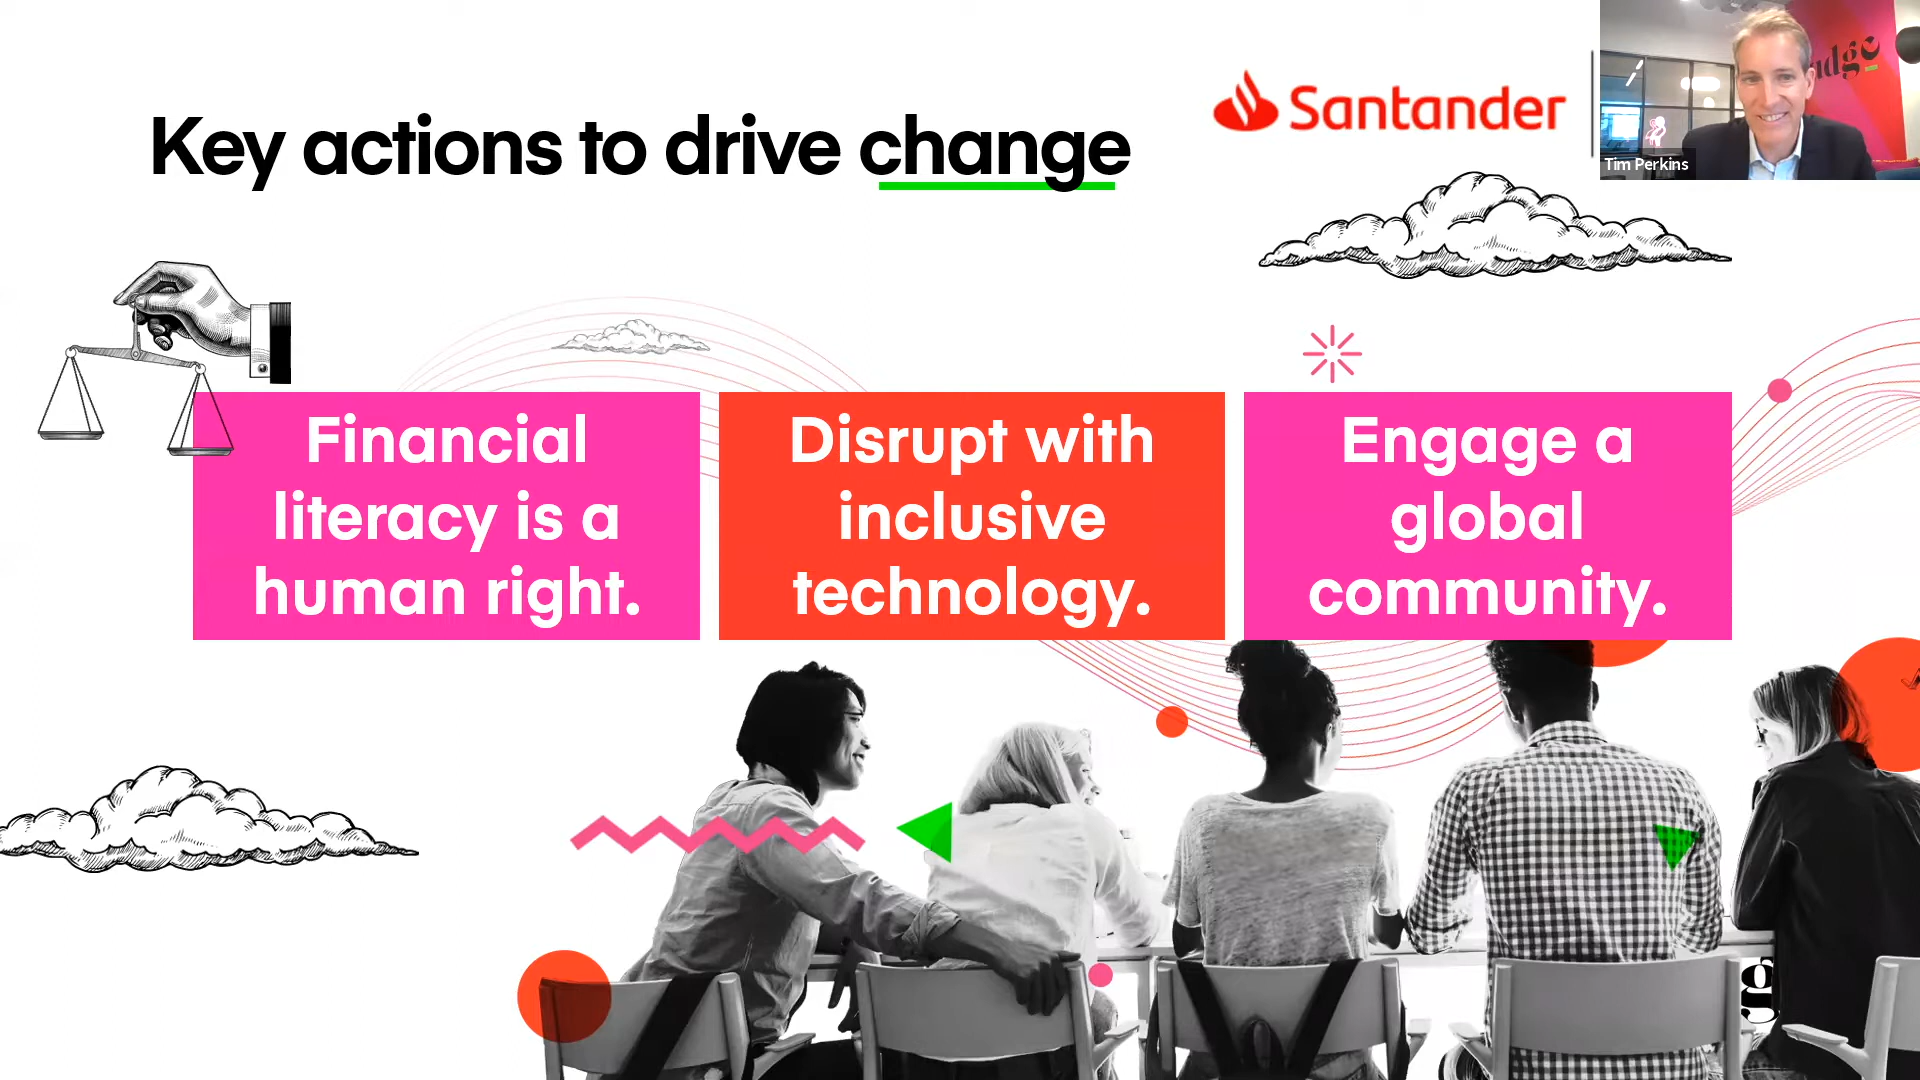 Key actions to drive change
Santander
Tim Perkins
Financial
literacy is a
human right.
Disrupt with
inclusive
technology.
Engage a
global
community.